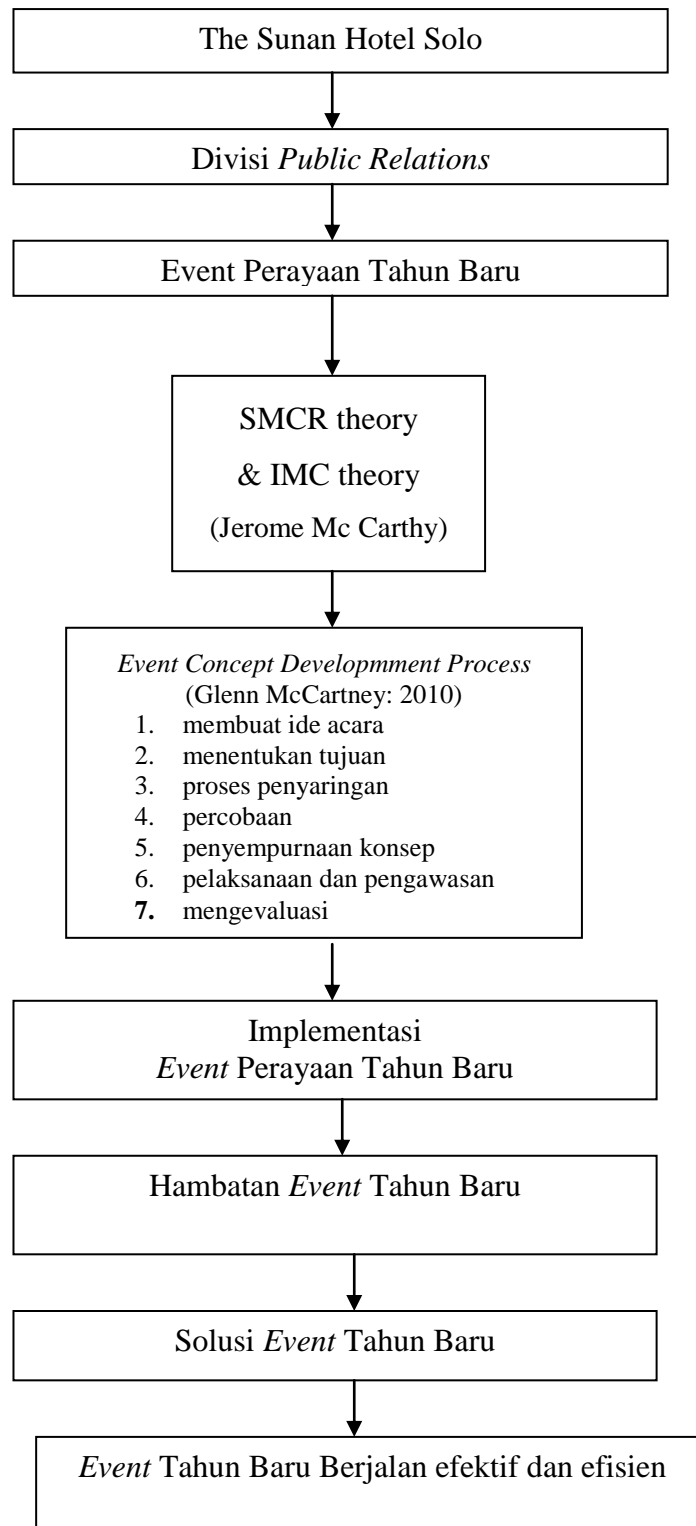 The Sunan Hotel Solo
Divisi Public Relations
Event Perayaan Tahun Baru
SMCR theory
& IMC theory
(Jerome Mc Carthy)
Event Concept Developmment Process
(Glenn McCartney: 2010)
1. membuat ide acara
2. menentukan tujuan
3. proses penyaringan
4. percobaan
5. penyempurnaan konsep
6. pelaksanaan dan pengawasan
7. mengevaluasi
Implementasi
Event Perayaan Tahun Baru
Hambatan Event Tahun Baru
Solusi Event Tahun Baru
Event Tahun Baru Berjalan efektif dan efisien